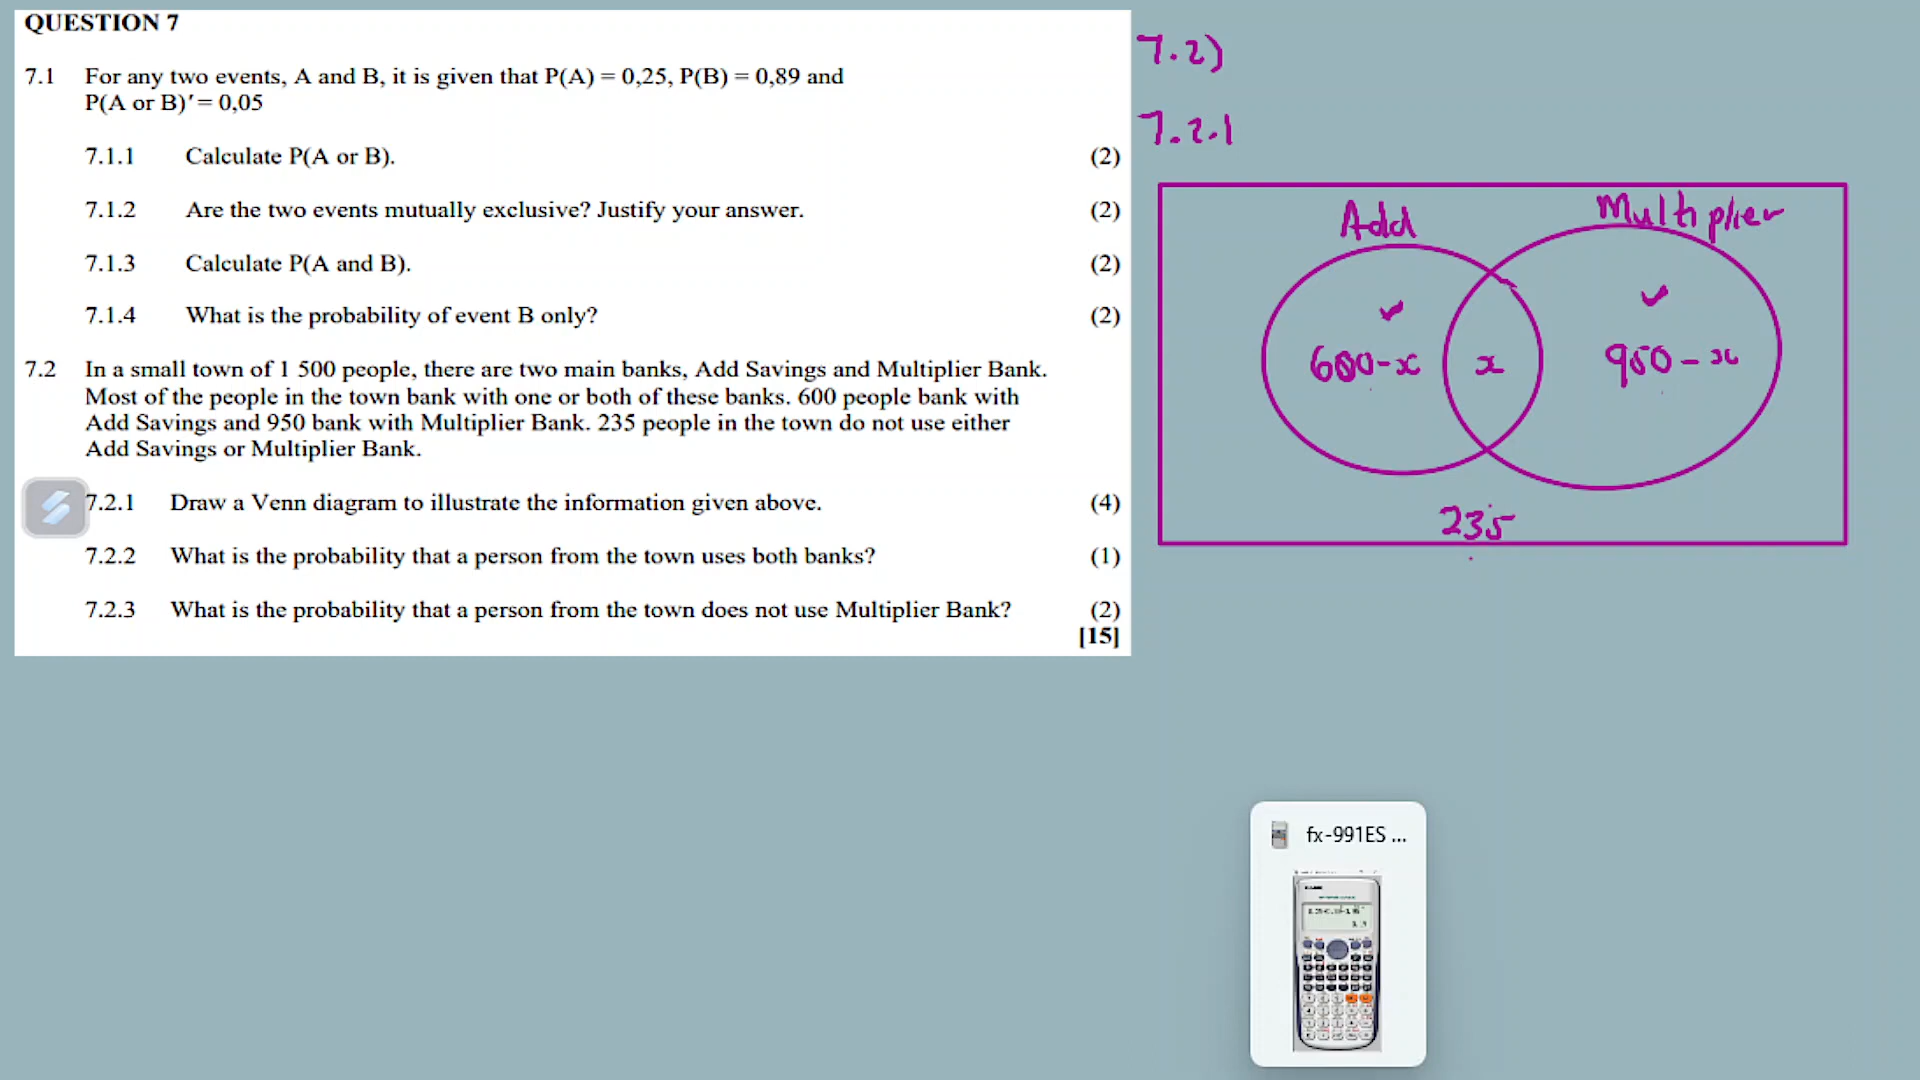 QUESTION 7
7.1 For any two events, A and B, it is given that P(A) = 0,25, P(B) = 0,89 and
P(A or B)′ = 0,05
7.1.1 Calculate P(A or B). (2)
7.1.2 Are the two events mutually exclusive? Justify your answer. (2)
7.1.3 Calculate P(A and B). (2)
7.1.4 What is the probability of event B only? (2)
7.2 In a small town of 1 500 people, there are two main banks, Add Savings and Multiplier Bank.
Most of the people in the town bank with one or both of these banks. 600 people bank with
Add Savings and 950 bank with Multiplier Bank. 235 people in the town do not use either
Add Savings or Multiplier Bank.
7.2.1 Draw a Venn diagram to illustrate the information given above. (4)
7.2.2 What is the probability that a person from the town uses both banks? (1)
7.2.3 What is the probability that a person from the town does not use Multiplier Bank? (2)
[15]
7.2)
7.2.1
Add
Multiplier
600-x
x
950-x
235
fx-991ES ...